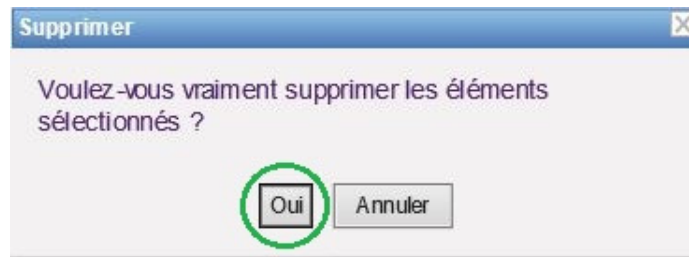 Supprimer
Voulez-vous vraiment supprimer les éléments
sélectionnés ?
Oui
Annuler